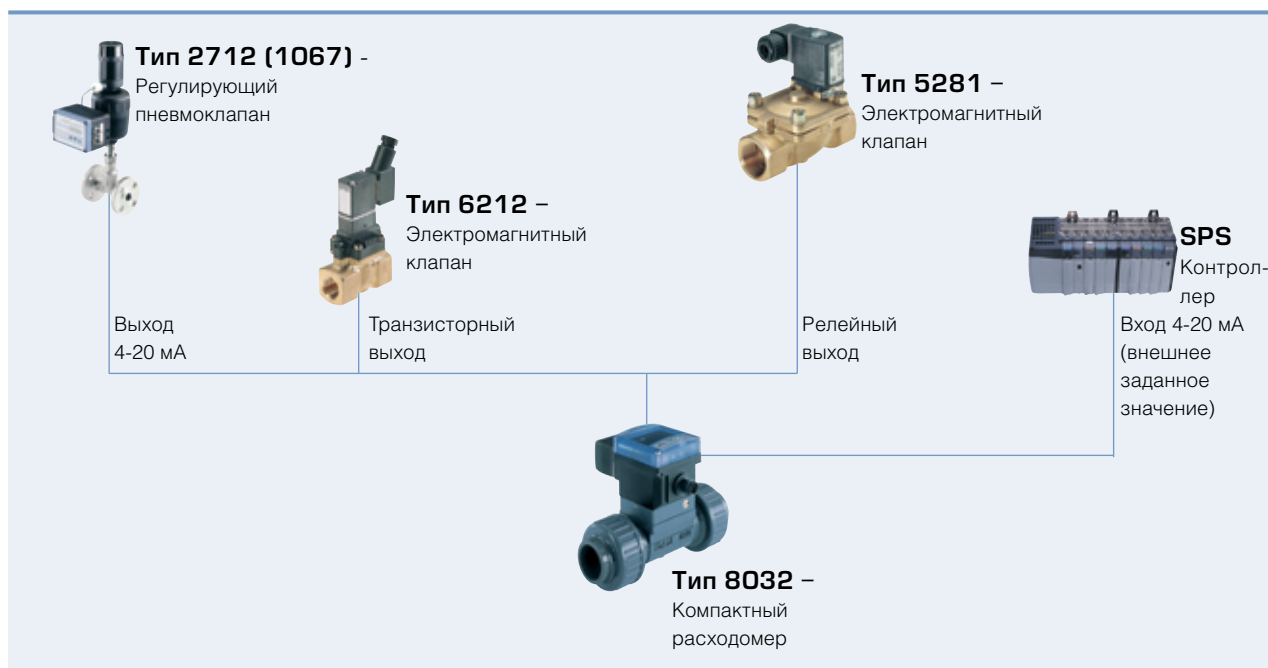 Тип 2712 (1067) -
Регулирующий
пневмоклапан
Тип 5281 –
Электромагнитный
клапан
Тип 6212 –
Электромагнитный
клапан
SPS
Контрол-
лер
Выход
4-20 мА
Транзисторный
выход
Релейный
выход
Вход 4-20 мА
(внешнее
заданное
значение)
Тип 8032 –
Компактный
расходомер